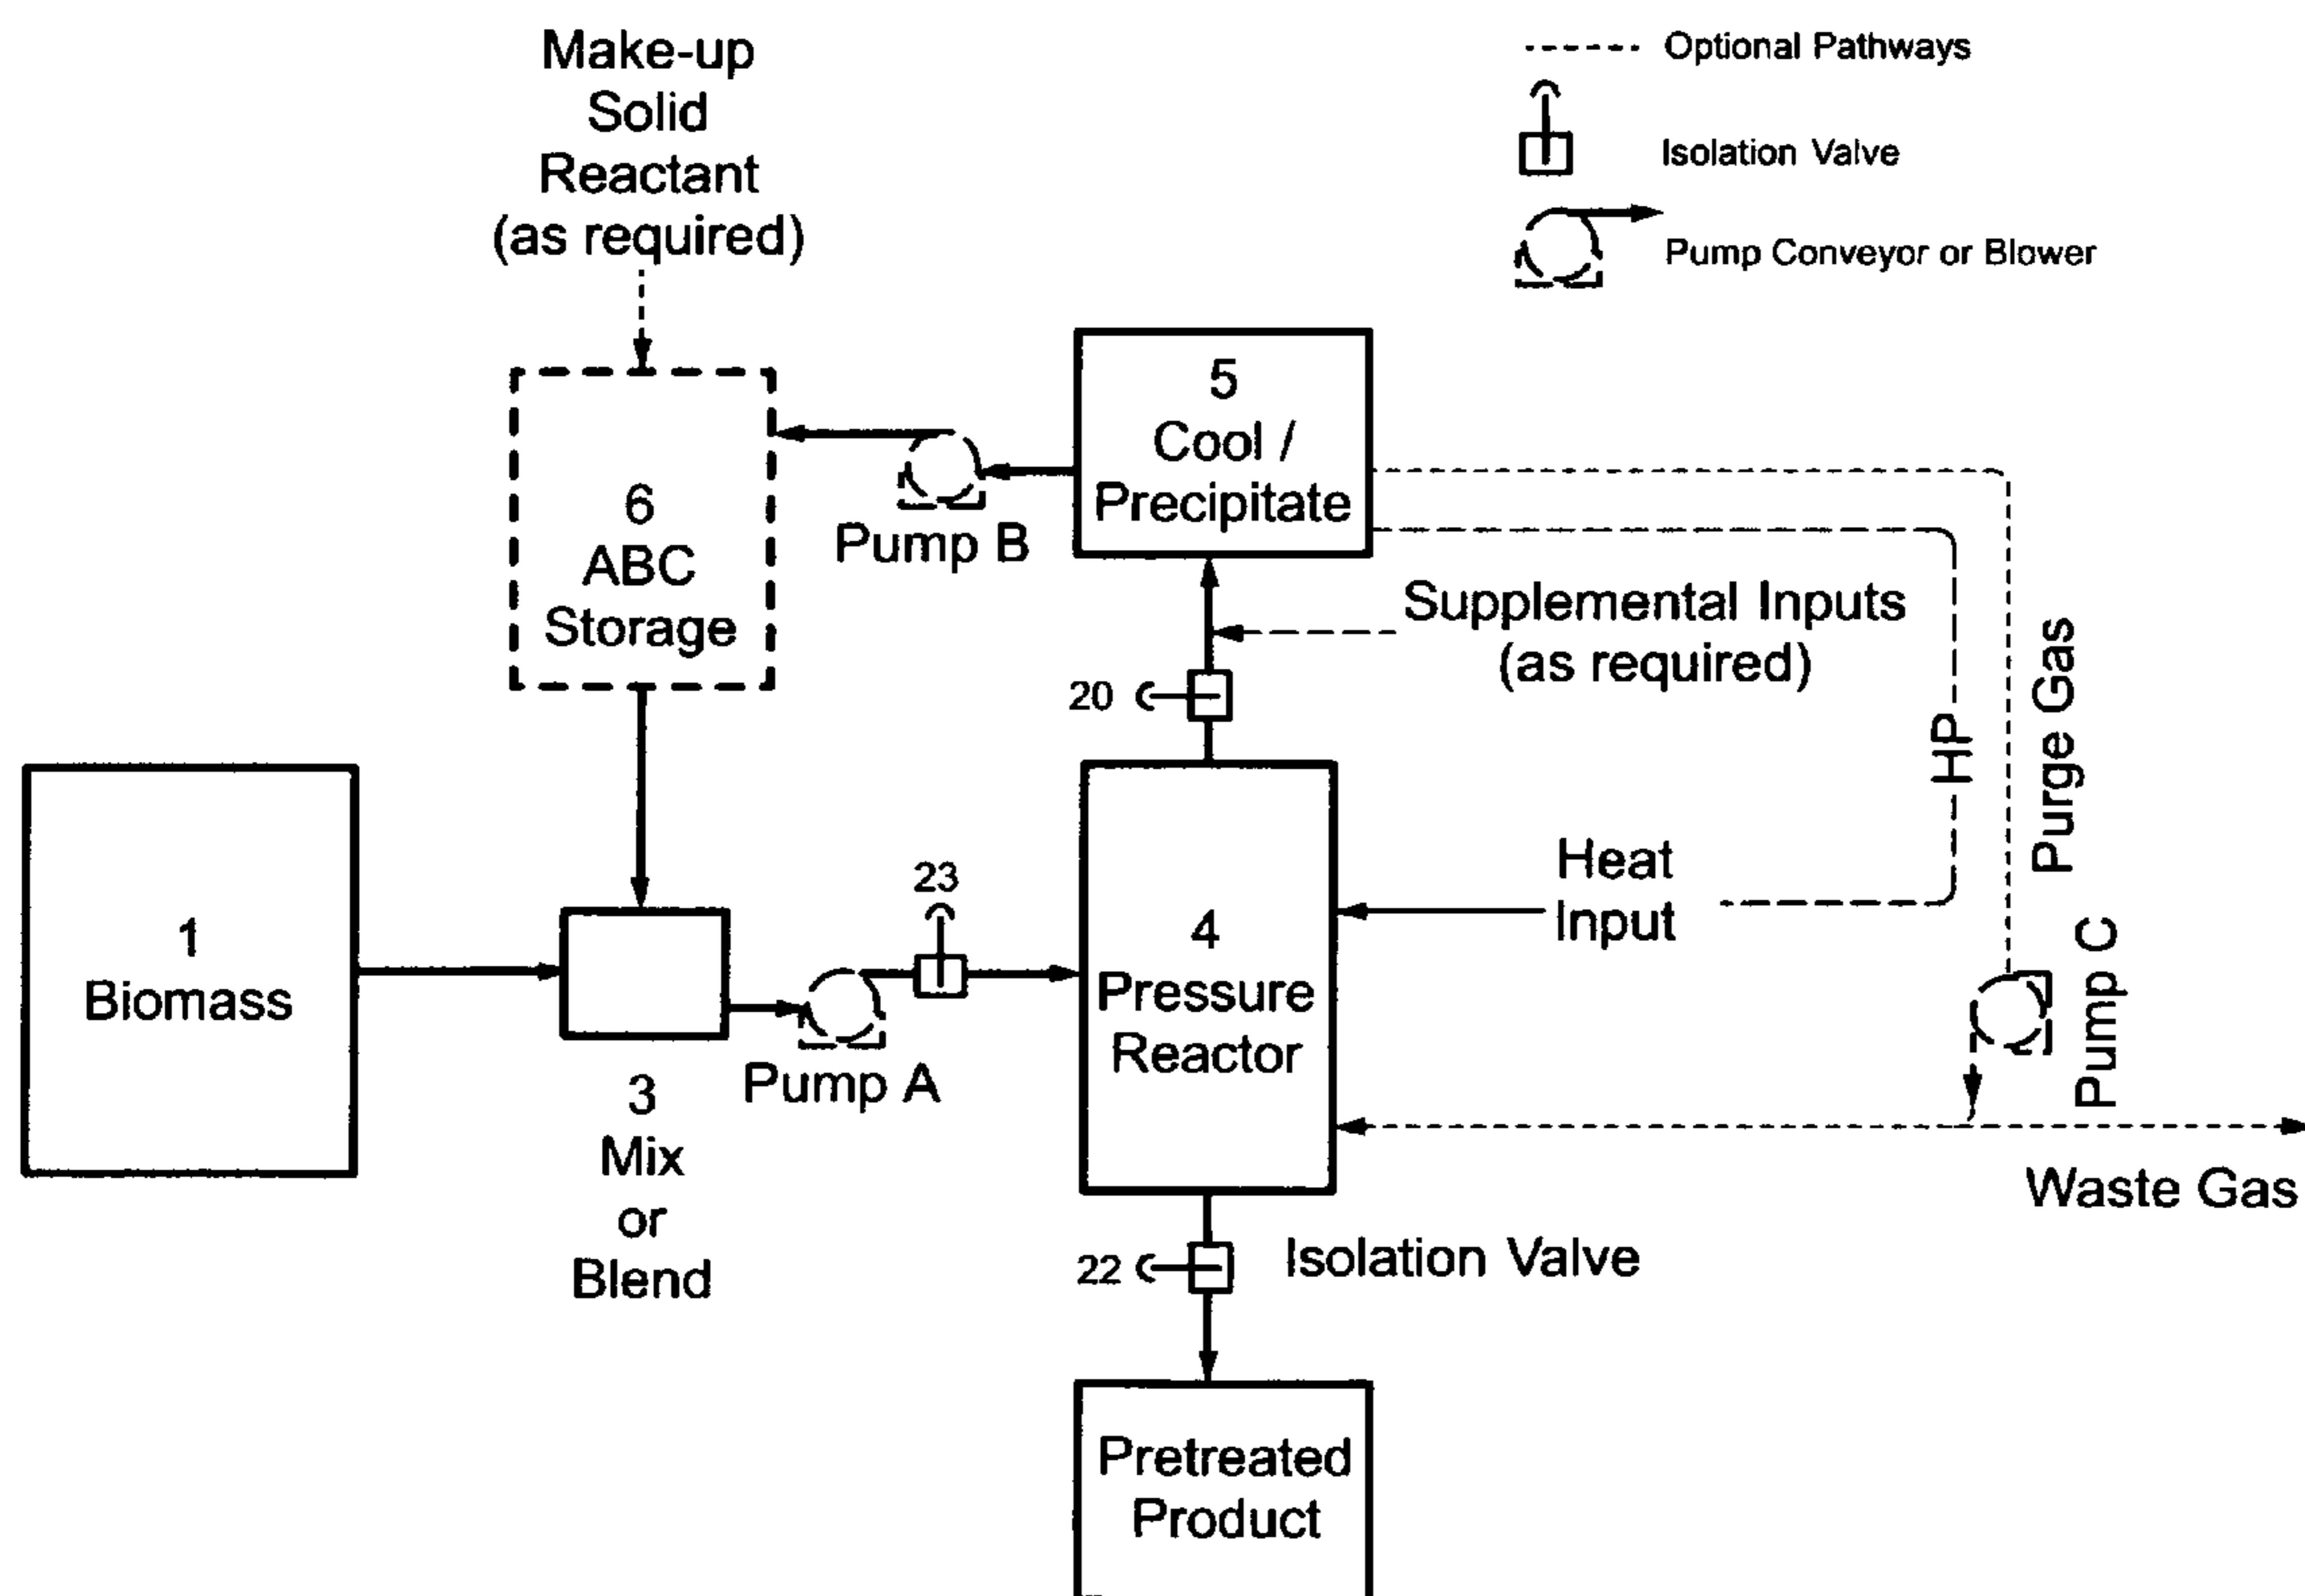 Make-up
Solid
Reactant
(as required)
Optional Pathways
Isolation Valve
Pump Conveyor or Blower
5
Cool /
Precipitate
6
ABC
Storage
Pump B
Supplemental Inputs
(as required)
20
HP
Purge Gas
1
Biomass
23
Heat
Input
4
Pressure
Reactor
Pump C
3
Mix
or
Blend
Pump A
Waste Gas
22
Isolation Valve
Pretreated
Product